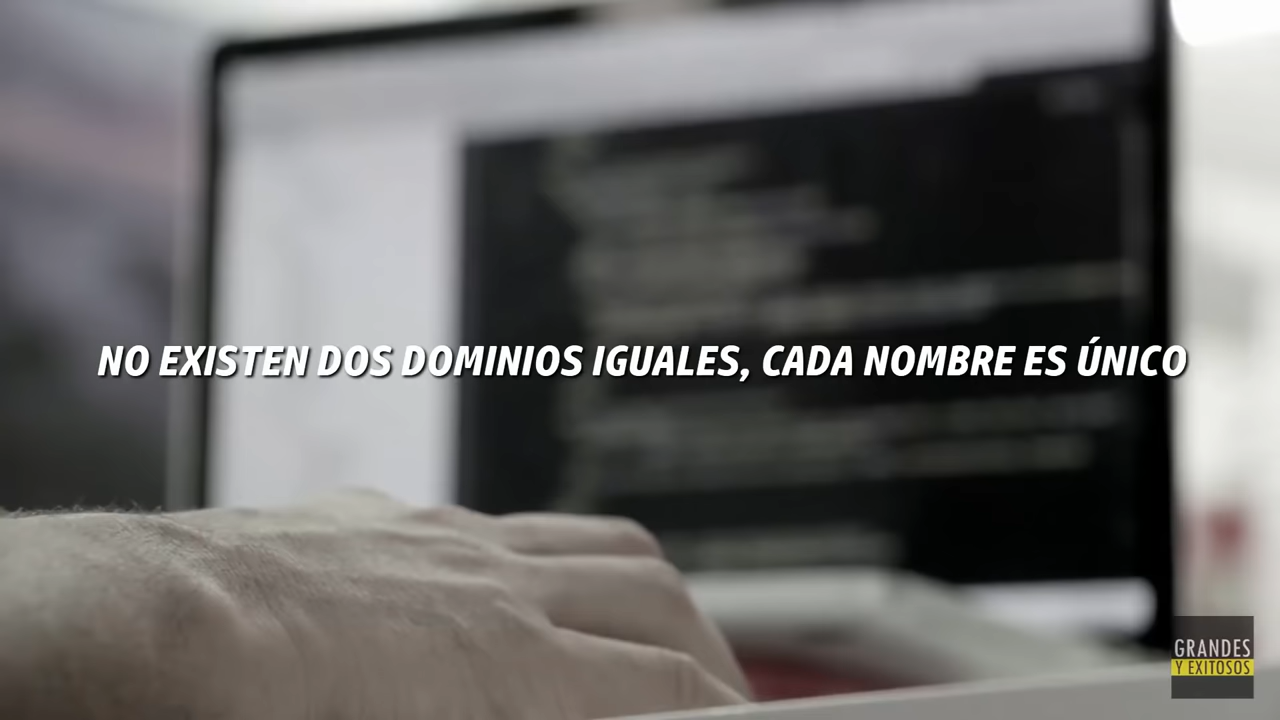 NO EXISTEN DOS DOMINIOS IGUALES, CADA NOMBRE ES ÚNICO
GRANDES
Y EXITOSOS